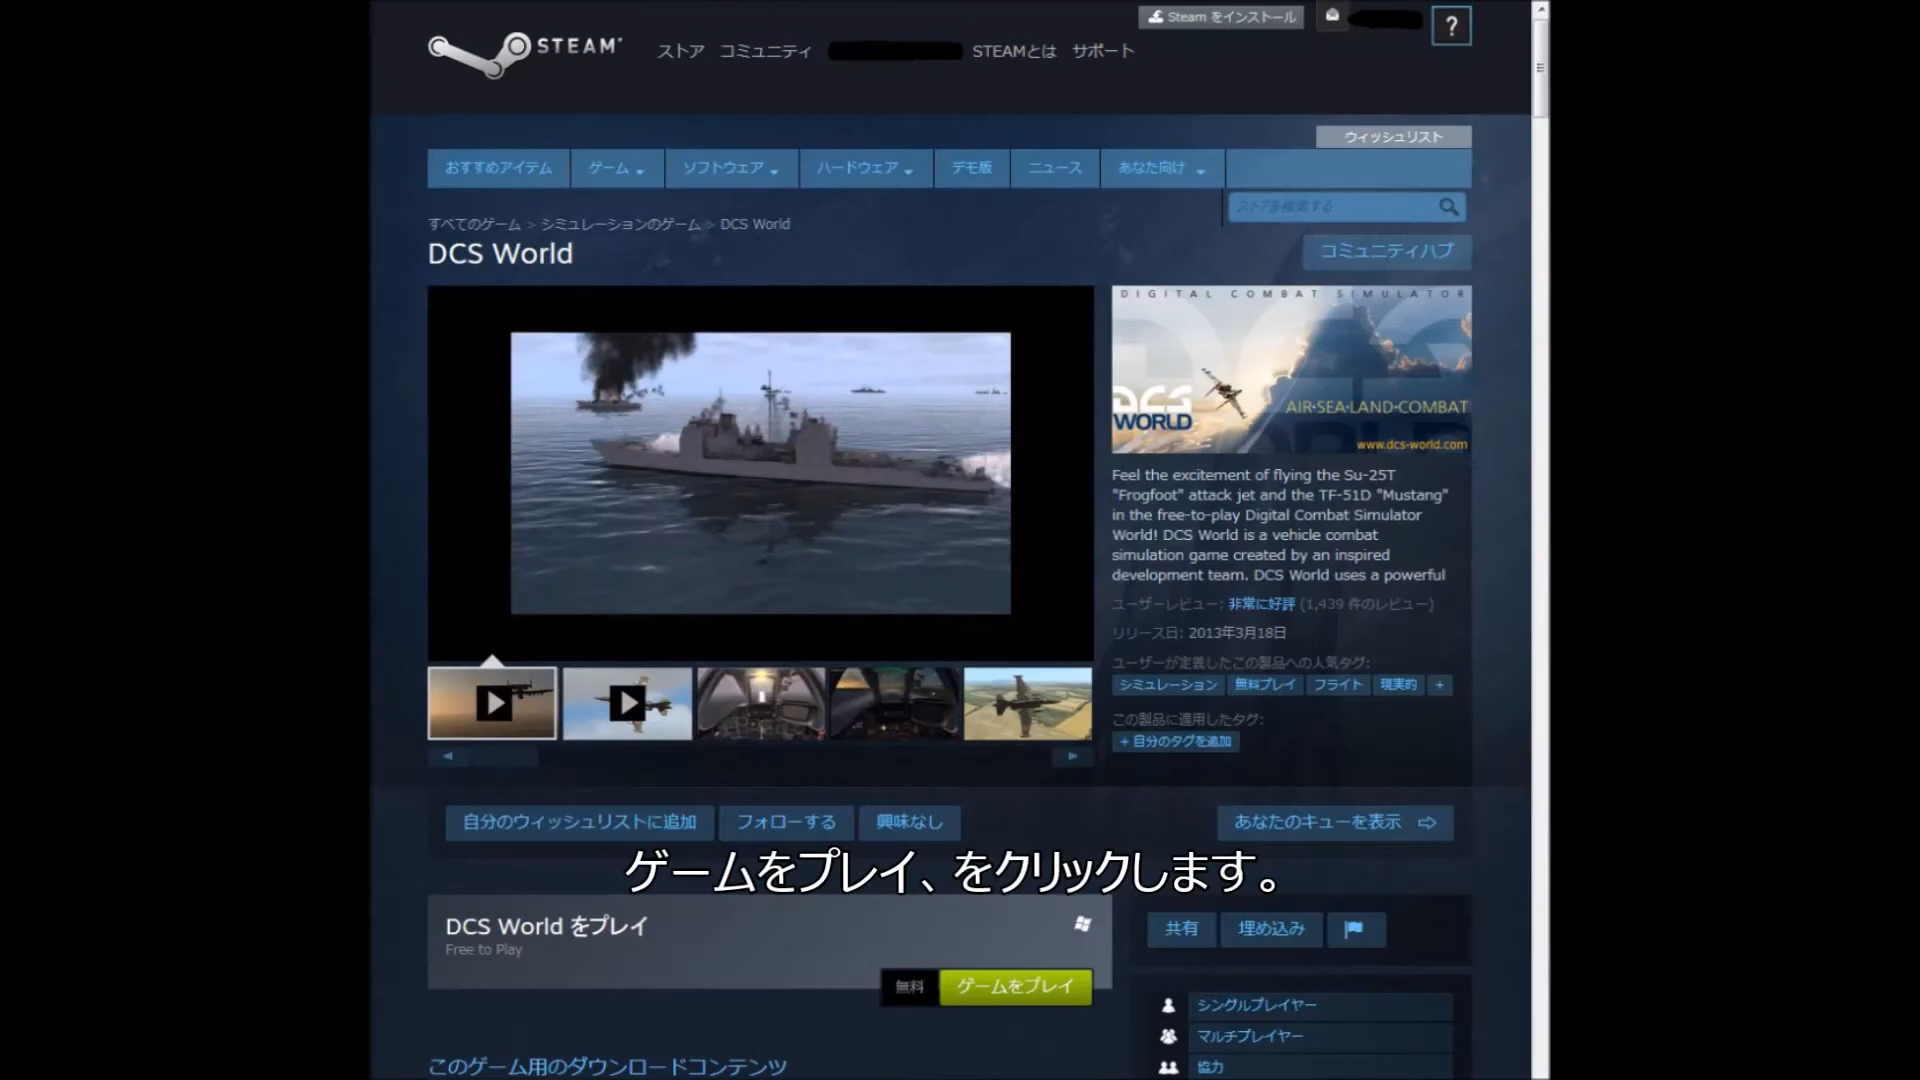 Steam をインストール
?
STEAM™
ストア コミュニティ STEAMとは サポート
ウィッシュリスト
おすすめアイテム ゲーム ソフトウェア ハードウェア デモ版 ニュース あなた向け
ストアを検索する
すべてのゲーム > シミュレーションのゲーム > DCS World
DCS World
コミュニティハブ
DIGITAL COMBAT SIMULATOR
DCS
WORLD
AIR·SEA·LAND·COMBAT
www.dcs-world.com
Feel the excitement of flying the Su-25T
"Frogfoot" attack jet and the TF-51D "Mustang"
in the free-to-play Digital Combat Simulator
World! DCS World is a vehicle combat
simulation game created by an inspired
development team. DCS World uses a powerful
ユーザーレビュー: 非常に好評 (1,439 件のレビュー)
リリース日: 2013年3月18日
ユーザーが定義したこの製品への人気タグ:
シミュレーション 無料プレイ フライト 現実的 +
この製品に適用したタグ:
+ 自分のタグを追加
自分のウィッシュリストに追加 フォローする 興味なし あなたのキューを表示
ゲームをプレイ、をクリックします。
DCS World をプレイ
Free to Play
無料 ゲームをプレイ
共有 埋め込み
シングルプレイヤー
マルチプレイヤー
協力
このゲーム用のダウンロードコンテンツ